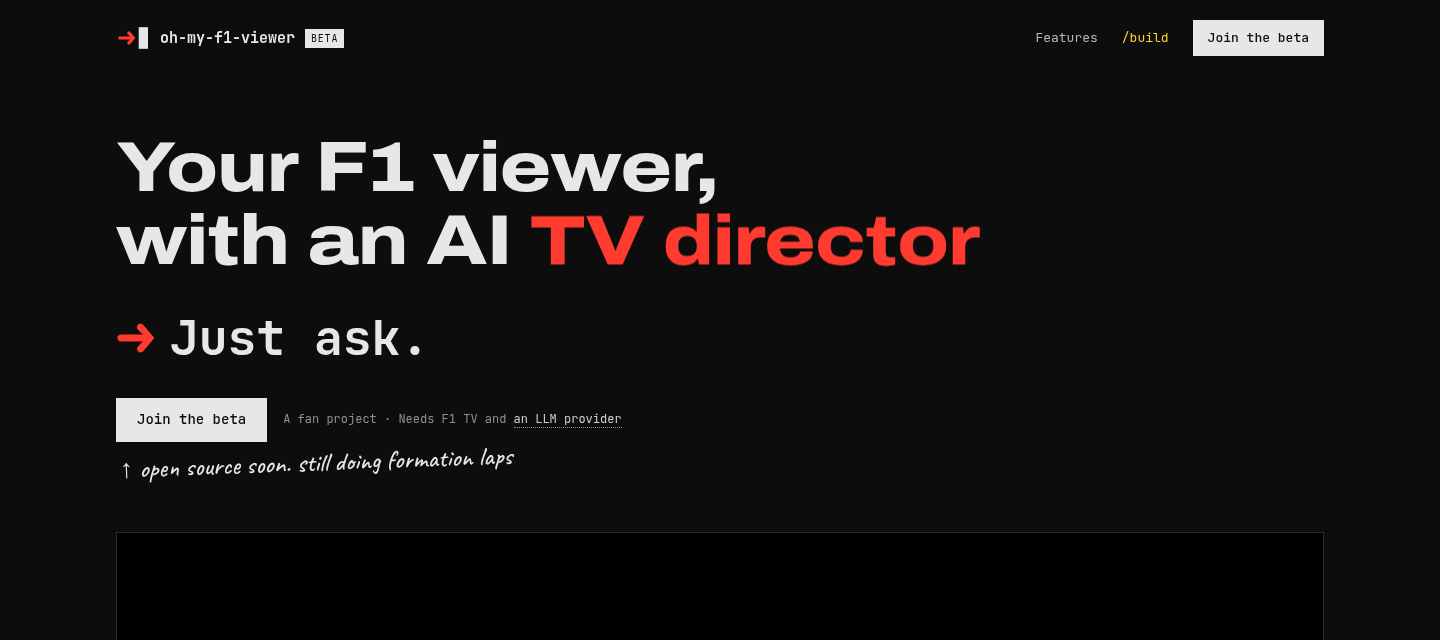 ➜ oh-my-f1-viewer BETA
Features /build Join the beta
Your F1 viewer,
with an AI TV director
➜ Just ask.
Join the beta A fan project · Needs F1 TV and an LLM provider
↑ open source soon. still doing formation laps